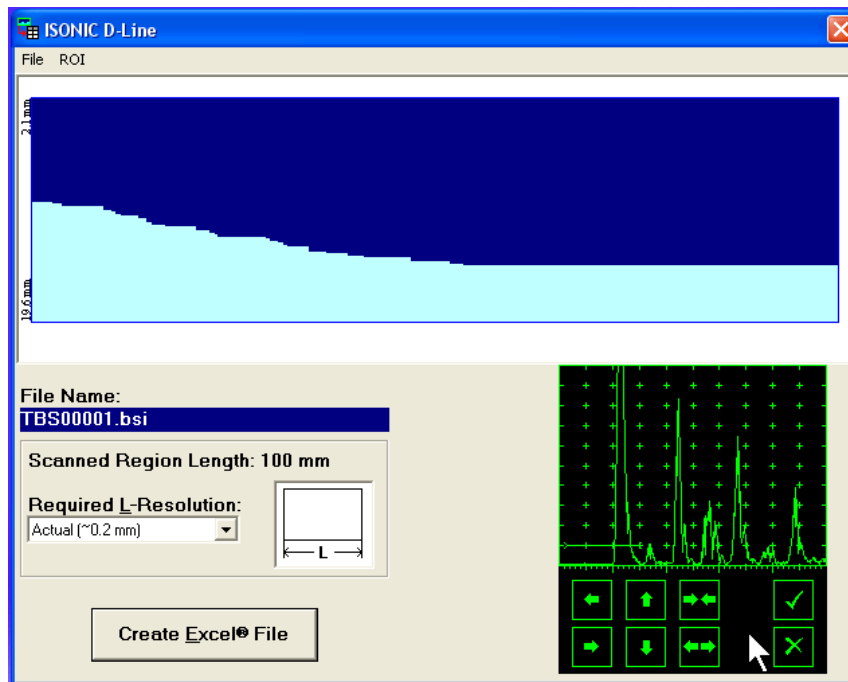 ISONIC D-Line
File ROI
2.1 mm
19.6 mm
File Name:
TBS00001.bsi
Scanned Region Length: 100 mm
Required L-Resolution:
Actual (~0.2 mm)
L
Create Excel® File